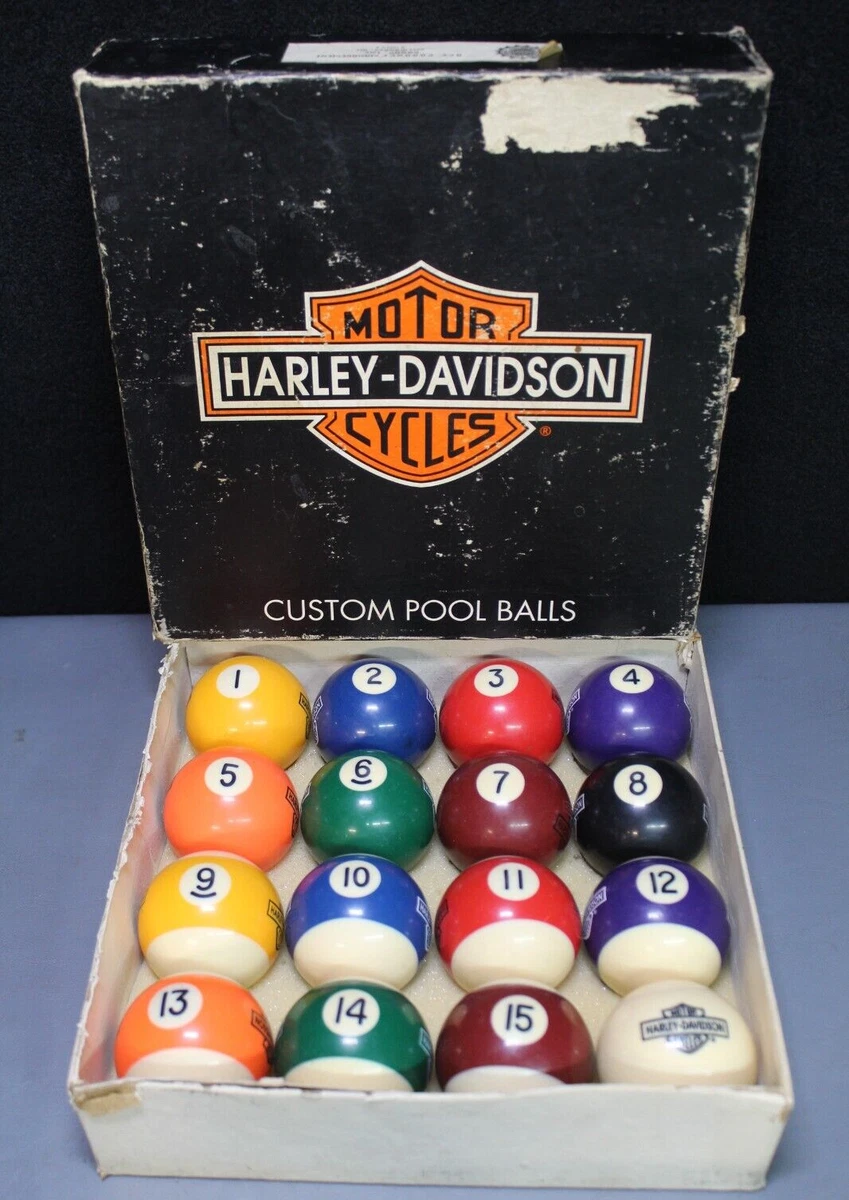 MOTOR
HARLEY-DAVIDSON
CYCLES
®
CUSTOM POOL BALLS
1 2 3 4
5 6 7 8
9 10 11 12
13 14 15
MOTOR
HARLEY-DAVIDSON